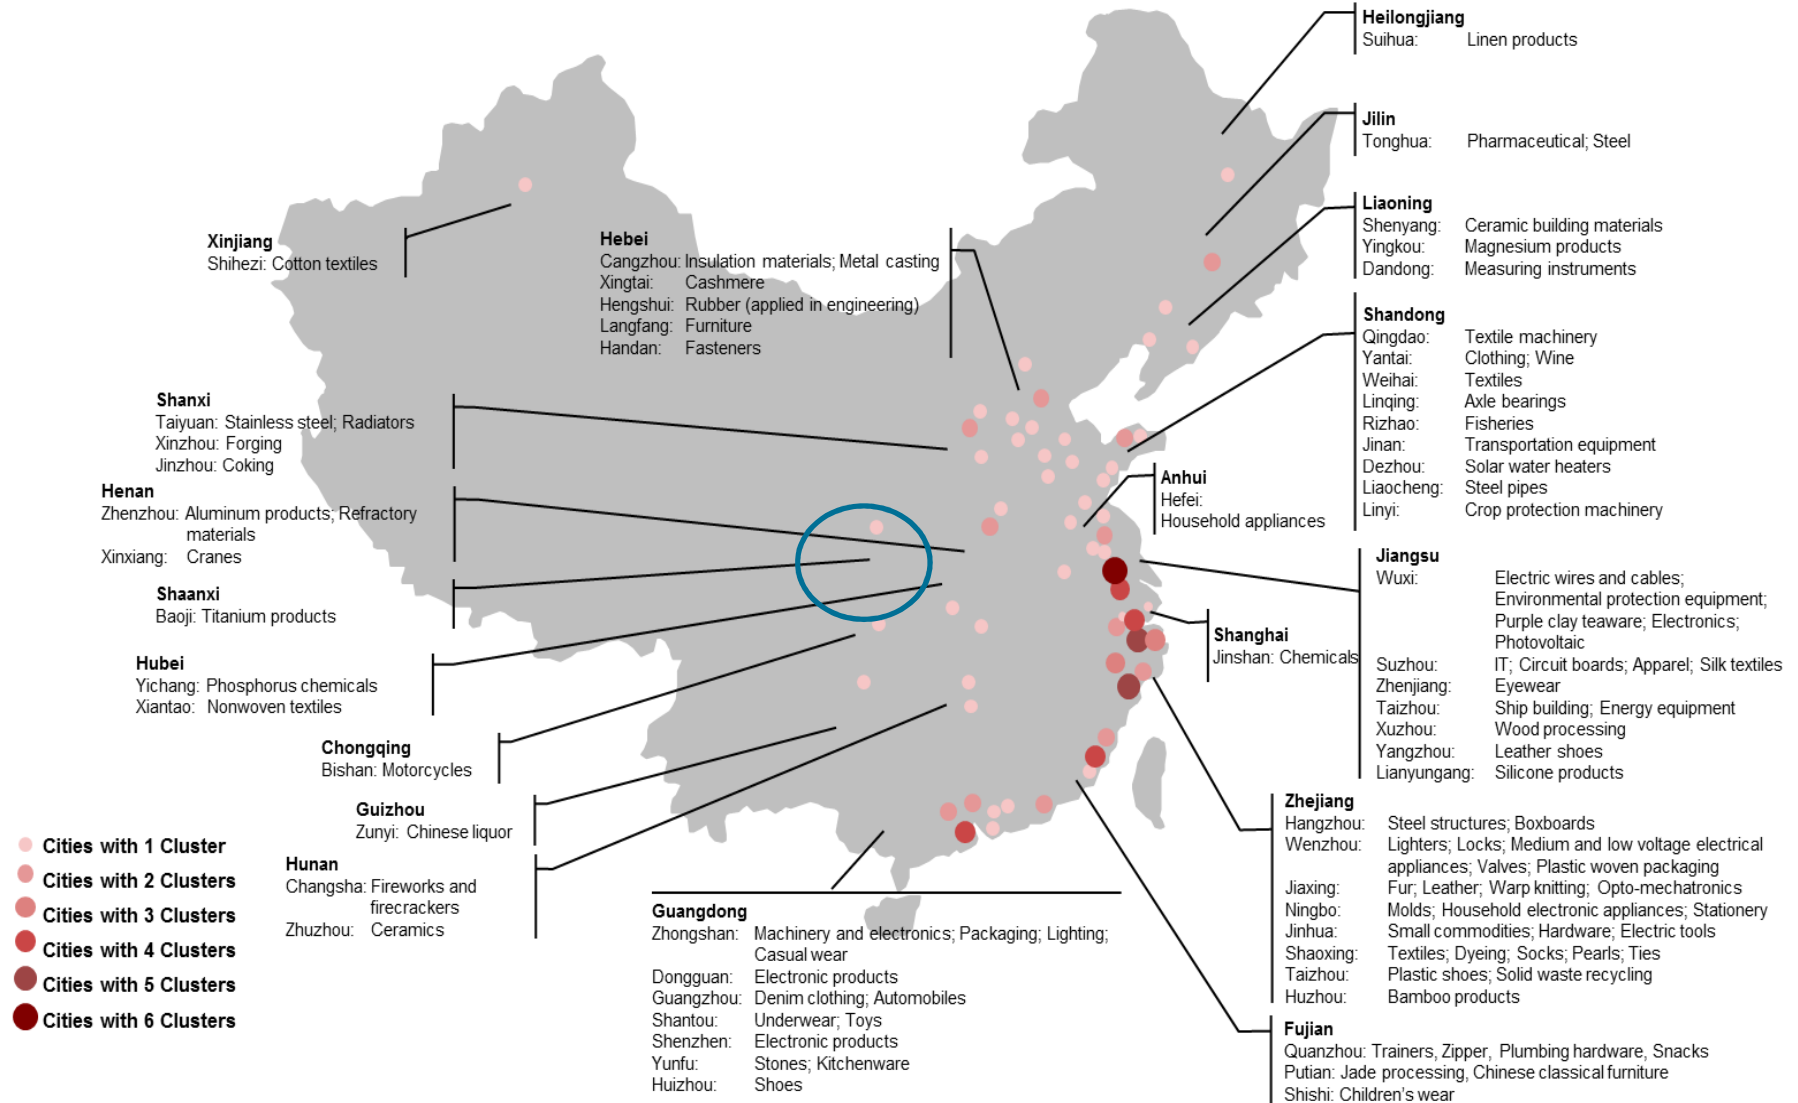 Heilongjiang
Suihua: Linen products
Jilin
Tonghua: Pharmaceutical; Steel
Liaoning
Shenyang: Ceramic building materials
Yingkou: Magnesium products
Dandong: Measuring instruments
Xinjiang
Shihezi: Cotton textiles
Hebei
Cangzhou: Insulation materials; Metal casting
Xingtai: Cashmere
Hengshui: Rubber (applied in engineering)
Langfang: Furniture
Handan: Fasteners
Shandong
Qingdao: Textile machinery
Yantai: Clothing; Wine
Weihai: Textiles
Linqing: Axle bearings
Rizhao: Fisheries
Jinan: Transportation equipment
Dezhou: Solar water heaters
Liaocheng: Steel pipes
Linyi: Crop protection machinery
Shanxi
Taiyuan: Stainless steel; Radiators
Xinzhou: Forging
Jinzhou: Coking
Henan
Zhenzhou: Aluminum products; Refractory
materials
Xinxiang: Cranes
Anhui
Hefei:
Household appliances
Shaanxi
Baoji: Titanium products
Jiangsu
Wuxi: Electric wires and cables;
Environmental protection equipment;
Purple clay teaware; Electronics;
Photovoltaic
Suzhou: IT; Circuit boards; Apparel; Silk textiles
Zhenjiang: Eyewear
Taizhou: Ship building; Energy equipment
Xuzhou: Wood processing
Yangzhou: Leather shoes
Lianyungang: Silicone products
Shanghai
Jinshan: Chemicals
Hubei
Yichang: Phosphorus chemicals
Xiantao: Nonwoven textiles
Chongqing
Bishan: Motorcycles
Guizhou
Zunyi: Chinese liquor
Hunan
Changsha: Fireworks and
firecrackers
Zhuzhou: Ceramics
Zhejiang
Hangzhou: Steel structures; Boxboards
Wenzhou: Lighters; Locks; Medium and low voltage electrical
appliances; Valves; Plastic woven packaging
Jiaxing: Fur; Leather; Warp knitting; Opto-mechatronics
Ningbo: Molds; Household electronic appliances; Stationery
Jinhua: Small commodities; Hardware; Electric tools
Shaoxing: Textiles; Dyeing; Socks; Pearls; Ties
Taizhou: Plastic shoes; Solid waste recycling
Huzhou: Bamboo products
Cities with 1 Cluster
Cities with 2 Clusters
Cities with 3 Clusters
Cities with 4 Clusters
Cities with 5 Clusters
Cities with 6 Clusters
Guangdong
Zhongshan: Machinery and electronics; Packaging; Lighting;
Casual wear
Dongguan: Electronic products
Guangzhou: Denim clothing; Automobiles
Shantou: Underwear; Toys
Shenzhen: Electronic products
Yunfu: Stones; Kitchenware
Huizhou: Shoes
Fujian
Quanzhou: Trainers, Zipper, Plumbing hardware, Snacks
Putian: Jade processing, Chinese classical furniture
Shishi: Children's wear